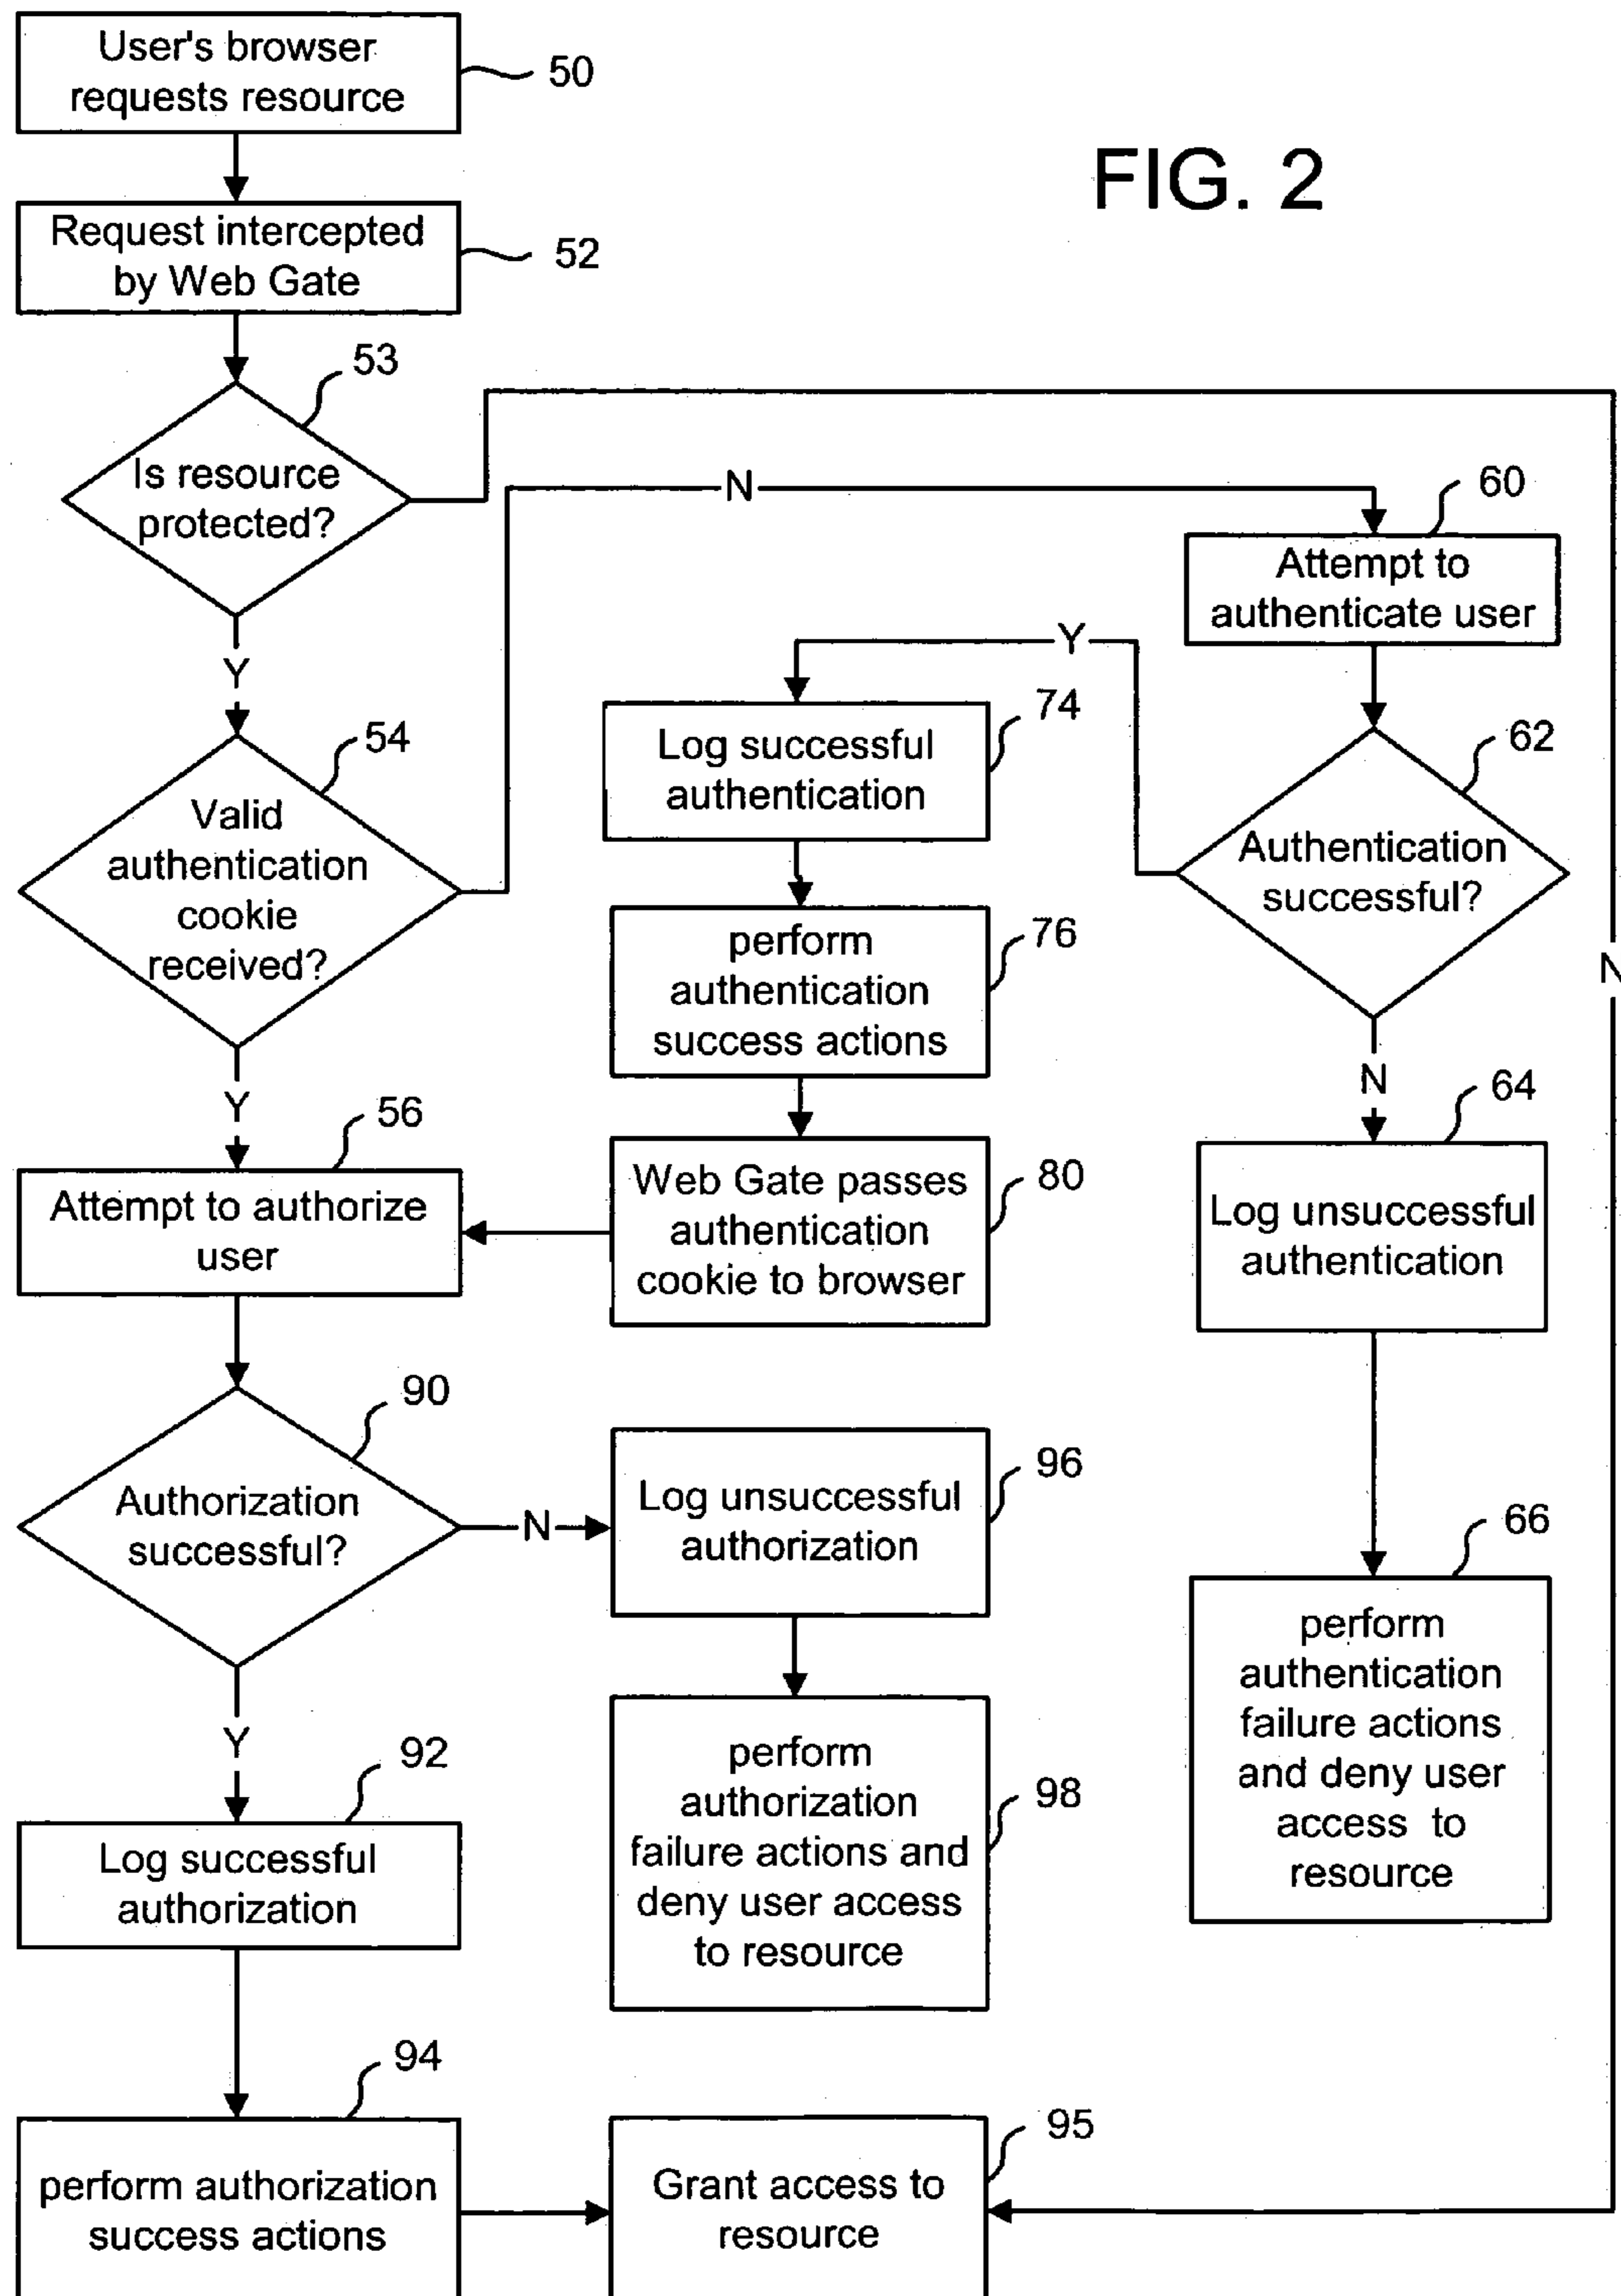 User's browser
requests resource
50
FIG. 2
Request intercepted
by Web Gate
52
53
Is resource
protected?
N
60
Attempt to
authenticate user
Y
Y
74
Log successful
authentication
54
Valid
authentication
cookie
received?
62
Authentication
successful?
76
perform
authentication
success actions
N
N
64
Y
56
Attempt to authorize
user
80
Web Gate passes
authentication
cookie to browser
Log unsuccessful
authentication
90
Authorization
successful?
N
96
Log unsuccessful
authorization
66
perform
authentication
failure actions
and deny user
access to
resource
Y
92
Log successful
authorization
98
perform
authorization
failure actions and
deny user access
to resource
94
perform authorization
success actions
95
Grant access to
resource